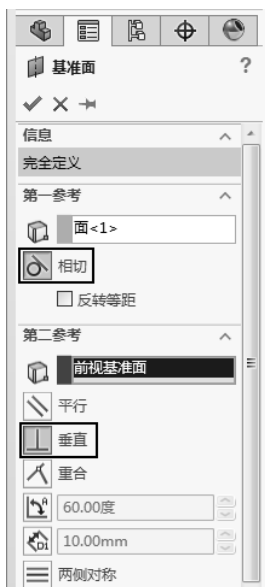 基准面
?
信息
完全定义
第一参考
面<1>
相切
反转等距
第二参考
前视基准面
平行
垂直
重合
60.00度
10.00mm
两侧对称